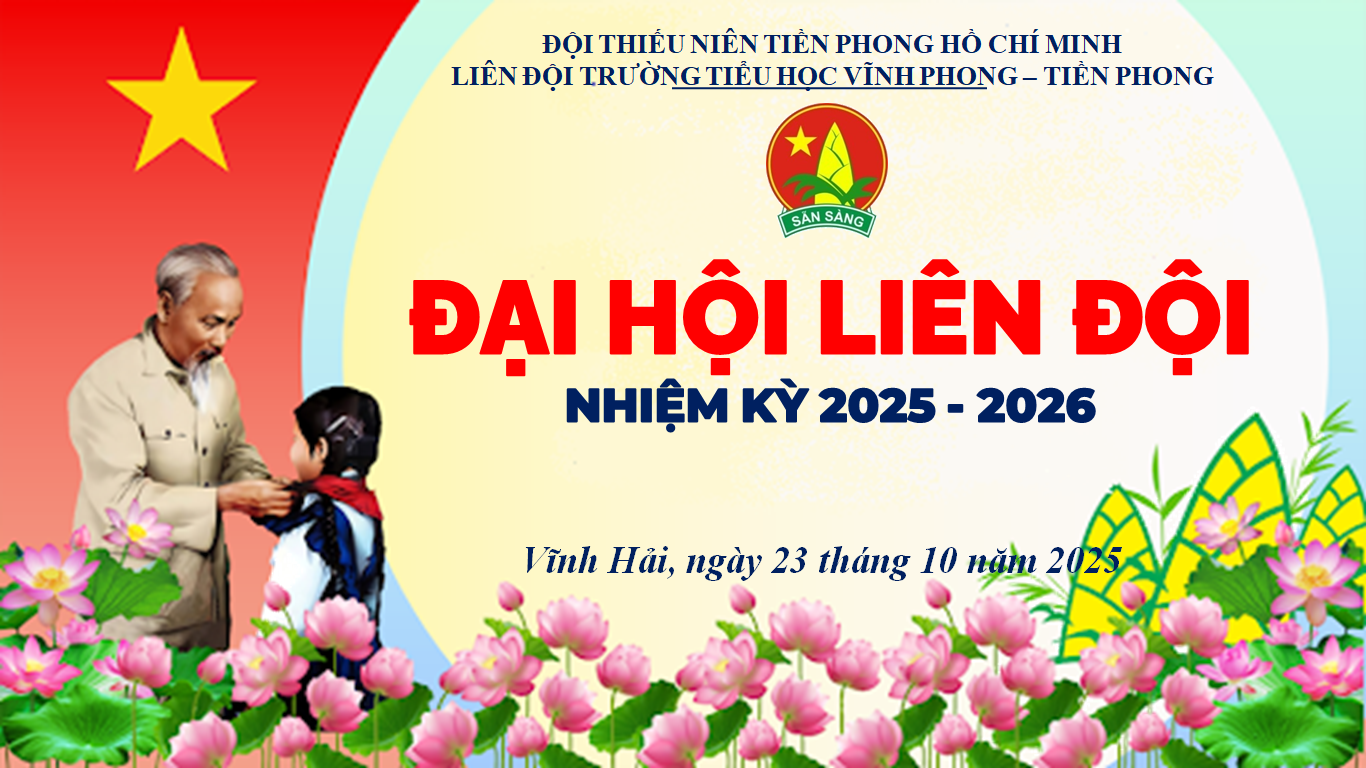 ĐỘI THIẾU NIÊN TIỀN PHONG HỒ CHÍ MINH
LIÊN ĐỘI TRƯỜNG TIỂU HỌC VĨNH PHONG – TIỀN PHONG
SẴN SÀNG
ĐẠI HỘI LIÊN ĐỘI
NHIỆM KỲ 2025 - 2026
Vĩnh Hải, ngày 23 tháng 10 năm 2025